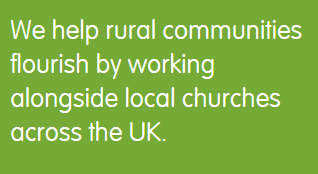 We help rural communities
flourish by working
alongside local churches
across the UK.